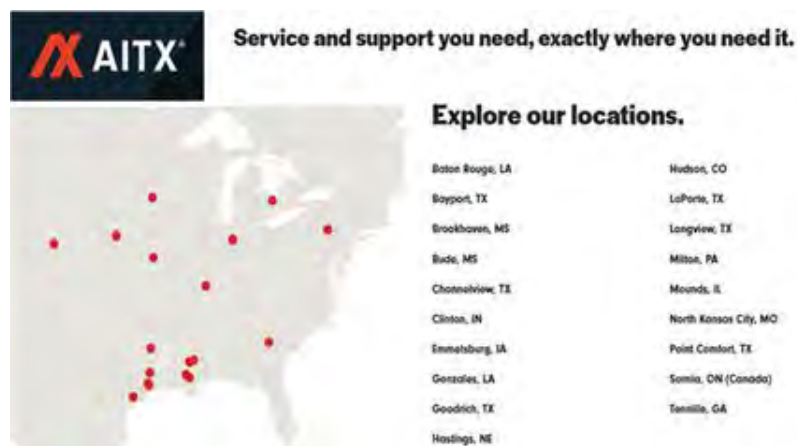 AITX
Service and support you need, exactly where you need it.
Explore our locations.
Baton Rouge, LA
Bayport, TX
Brookhaven, MS
Bude, MS
Channelview, TX
Clinton, IN
Emmetsburg, IA
Gonzales, LA
Goodrich, TX
Hastings, NE
Hudson, CO
LaPorte, TX
Longview, TX
Milton, PA
Mounds, IL
North Kansas City, MO
Point Comfort, TX
Sarnia, ON (Canada)
Tennille, GA